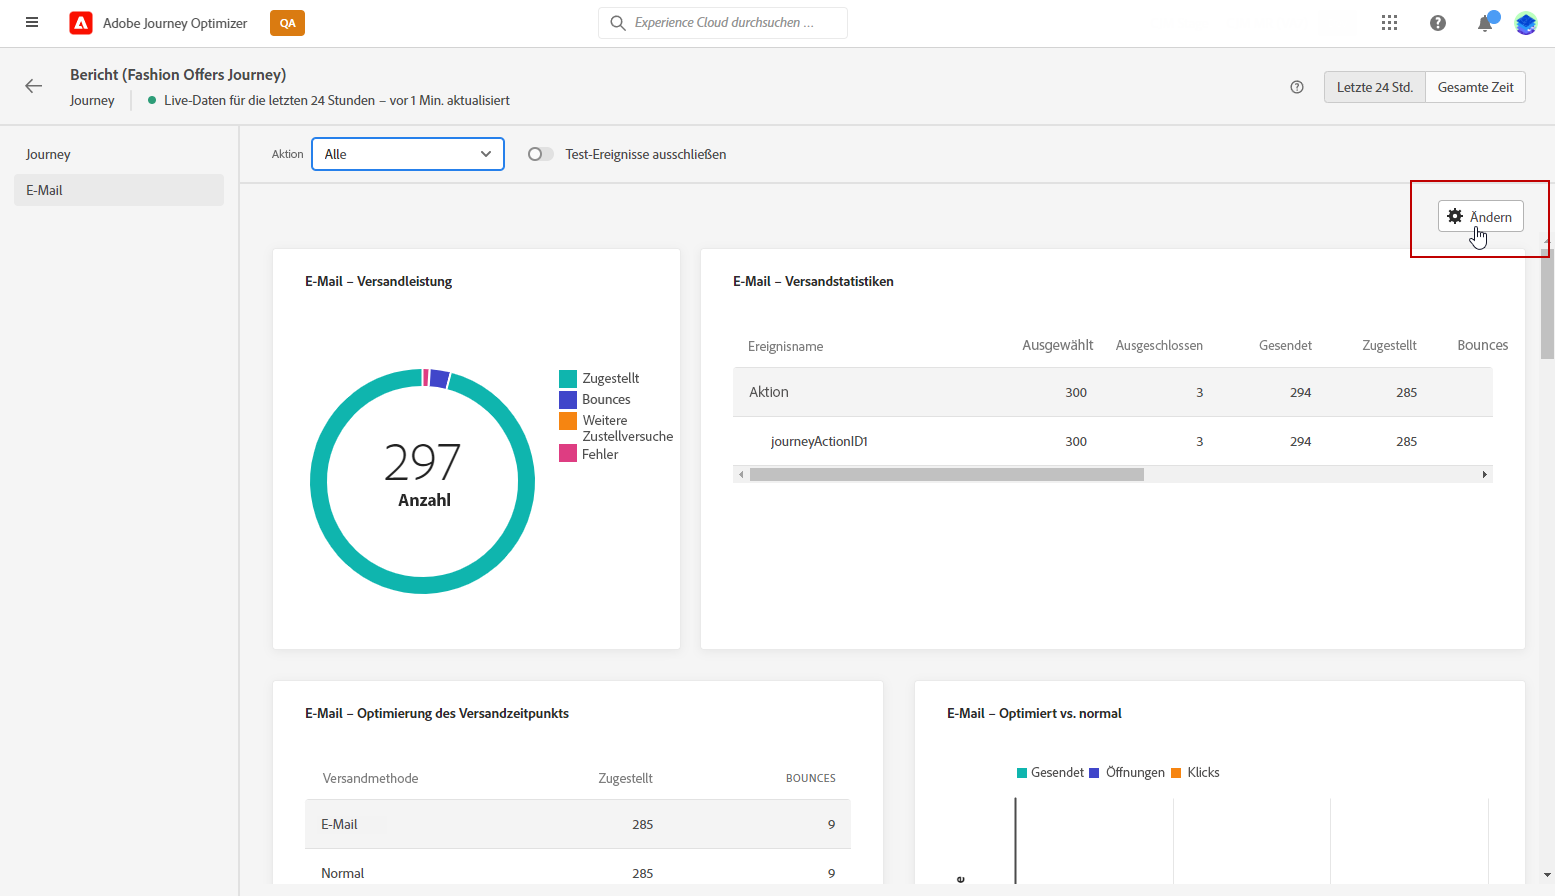 Adobe Journey Optimizer
QA
Experience Cloud durchsuchen ...
Bericht (Fashion Offers Journey)
Journey
Live-Daten für die letzten 24 Stunden – vor 1 Min. aktualisiert
Letzte 24 Std.
Gesamte Zeit
Journey
E-Mail
Aktion
Alle
Test-Ereignisse ausschließen
Ändern
E-Mail – Versandleistung
297
Anzahl
Zugestellt
Bounces
Weitere
Zustellversuche
Fehler
E-Mail – Versandstatistiken
Ereignisname Ausgewählt Ausgeschlossen Gesendet Zugestellt Bounces
Aktion 300 3 294 285
journeyActionID1 300 3 294 285
E-Mail – Optimierung des Versandzeitpunkts
Versandmethode Zugestellt BOUNCES
E-Mail 285 9
Normal 285 9
E-Mail – Optimiert vs. normal
Gesendet Öffnungen Klicks